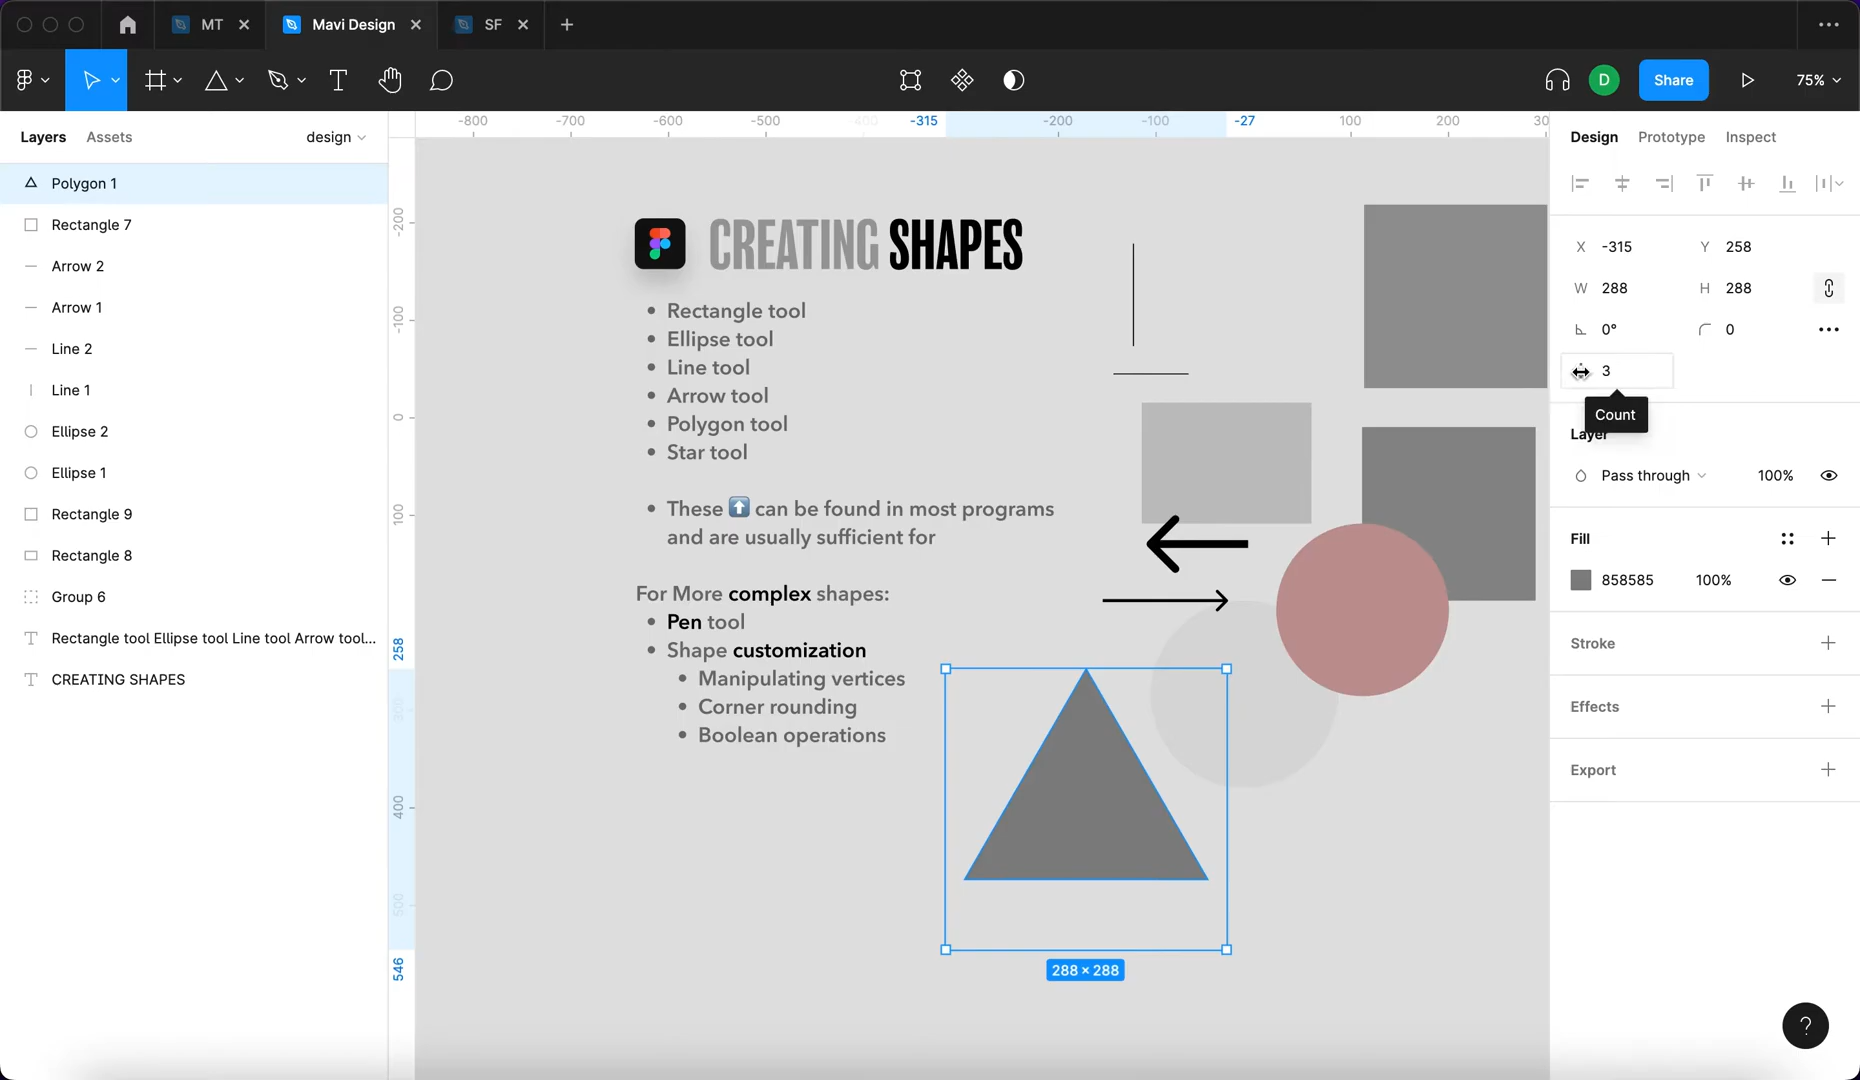 MT
Mavi Design
SF
D
Share
75%
Layers
Assets
design
Polygon 1
Rectangle 7
Arrow 2
Arrow 1
Line 2
Line 1
Ellipse 2
Ellipse 1
Rectangle 9
Rectangle 8
Group 6
Rectangle tool Ellipse tool Line tool Arrow tool...
CREATING SHAPES
-800
-700
-600
-500
-400
-315
-200
-100
-27
100
200
30
-200
-100
0
100
258
300
400
500
546
CREATING SHAPES
• Rectangle tool
• Ellipse tool
• Line tool
• Arrow tool
• Polygon tool
• Star tool
• These ⬆️ can be found in most programs
and are usually sufficient for
For More complex shapes:
• Pen tool
• Shape customization
• Manipulating vertices
• Corner rounding
• Boolean operations
288 × 288
Design
Prototype
Inspect
X -315
Y 258
W 288
H 288
0°
0
3
Count
Layer
Pass through
100%
Fill
858585
100%
Stroke
Effects
Export
?